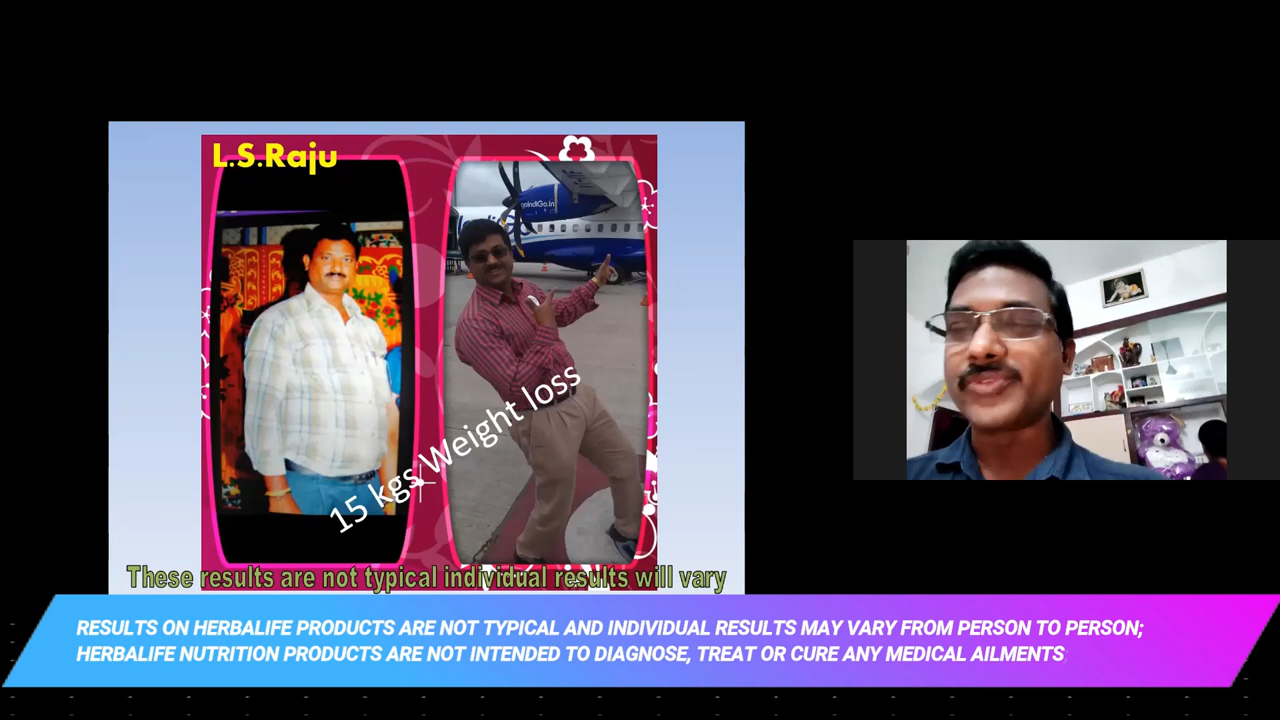 L.S.Raju
goindiGo.in
15 kgs Weight loss
These results are not typical individual results will vary
RESULTS ON HERBALIFE PRODUCTS ARE NOT TYPICAL AND INDIVIDUAL RESULTS MAY VARY FROM PERSON TO PERSON;
HERBALIFE NUTRITION PRODUCTS ARE NOT INTENDED TO DIAGNOSE, TREAT OR CURE ANY MEDICAL AILMENTS